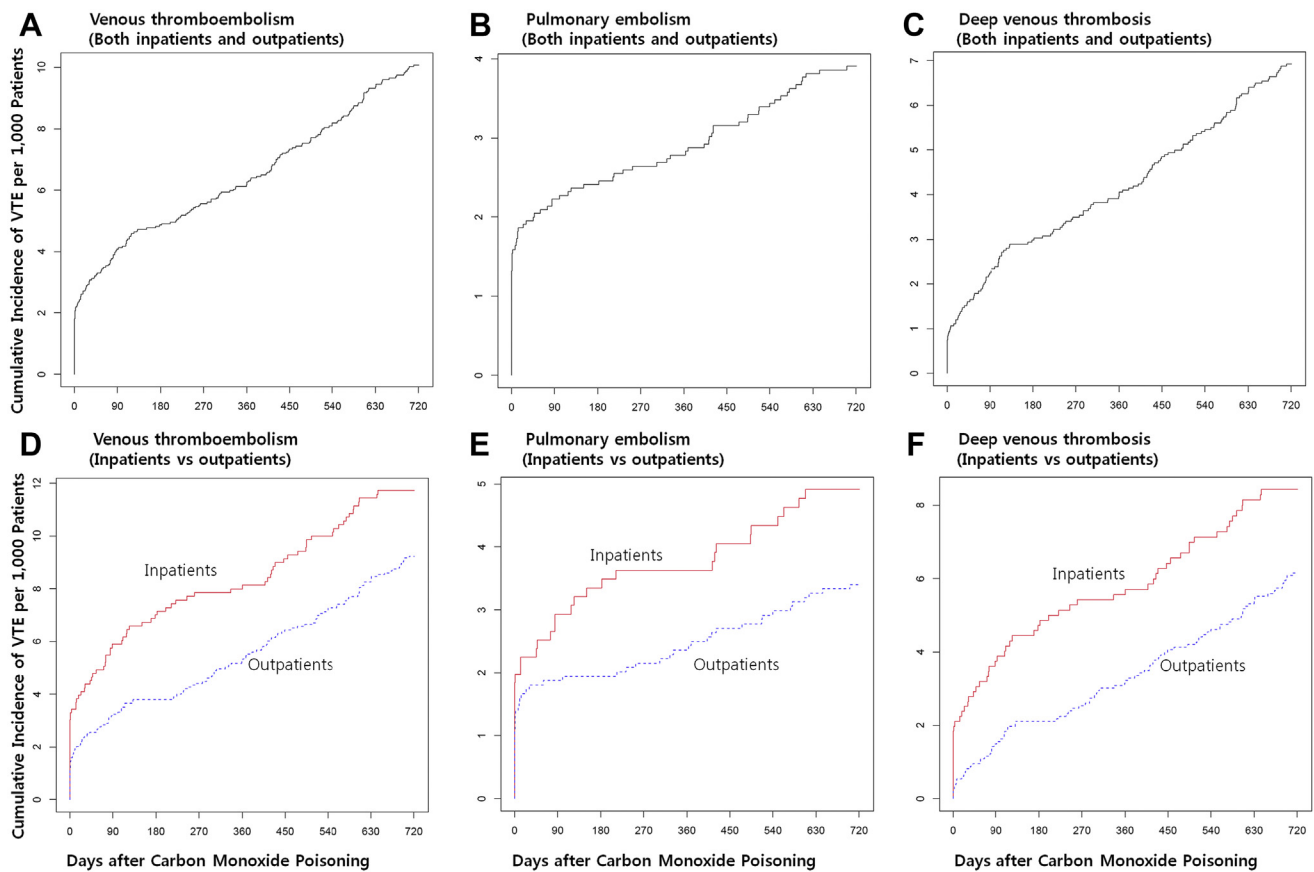 A
Venous thromboembolism
(Both inpatients and outpatients)
Cumulative Incidence of VTE per 1,000 Patients
10
8
6
4
2
0
0 90 180 270 360 450 540 630 720
B
Pulmonary embolism
(Both inpatients and outpatients)
4
3
2
1
0
0 90 180 270 360 450 540 630 720
C
Deep venous thrombosis
(Both inpatients and outpatients)
7
6
5
4
3
2
1
0
0 90 180 270 360 450 540 630 720
D
Venous thromboembolism
(Inpatients vs outpatients)
Cumulative Incidence of VTE per 1,000 Patients
12
10
8
6
4
2
0
Inpatients
Outpatients
0 90 180 270 360 450 540 630 720
Days after Carbon Monoxide Poisoning
E
Pulmonary embolism
(Inpatients vs outpatients)
5
4
3
2
1
0
Inpatients
Outpatients
0 90 180 270 360 450 540 630 720
Days after Carbon Monoxide Poisoning
F
Deep venous thrombosis
(Inpatients vs outpatients)
8
6
4
2
0
Inpatients
Outpatients
0 90 180 270 360 450 540 630 720
Days after Carbon Monoxide Poisoning